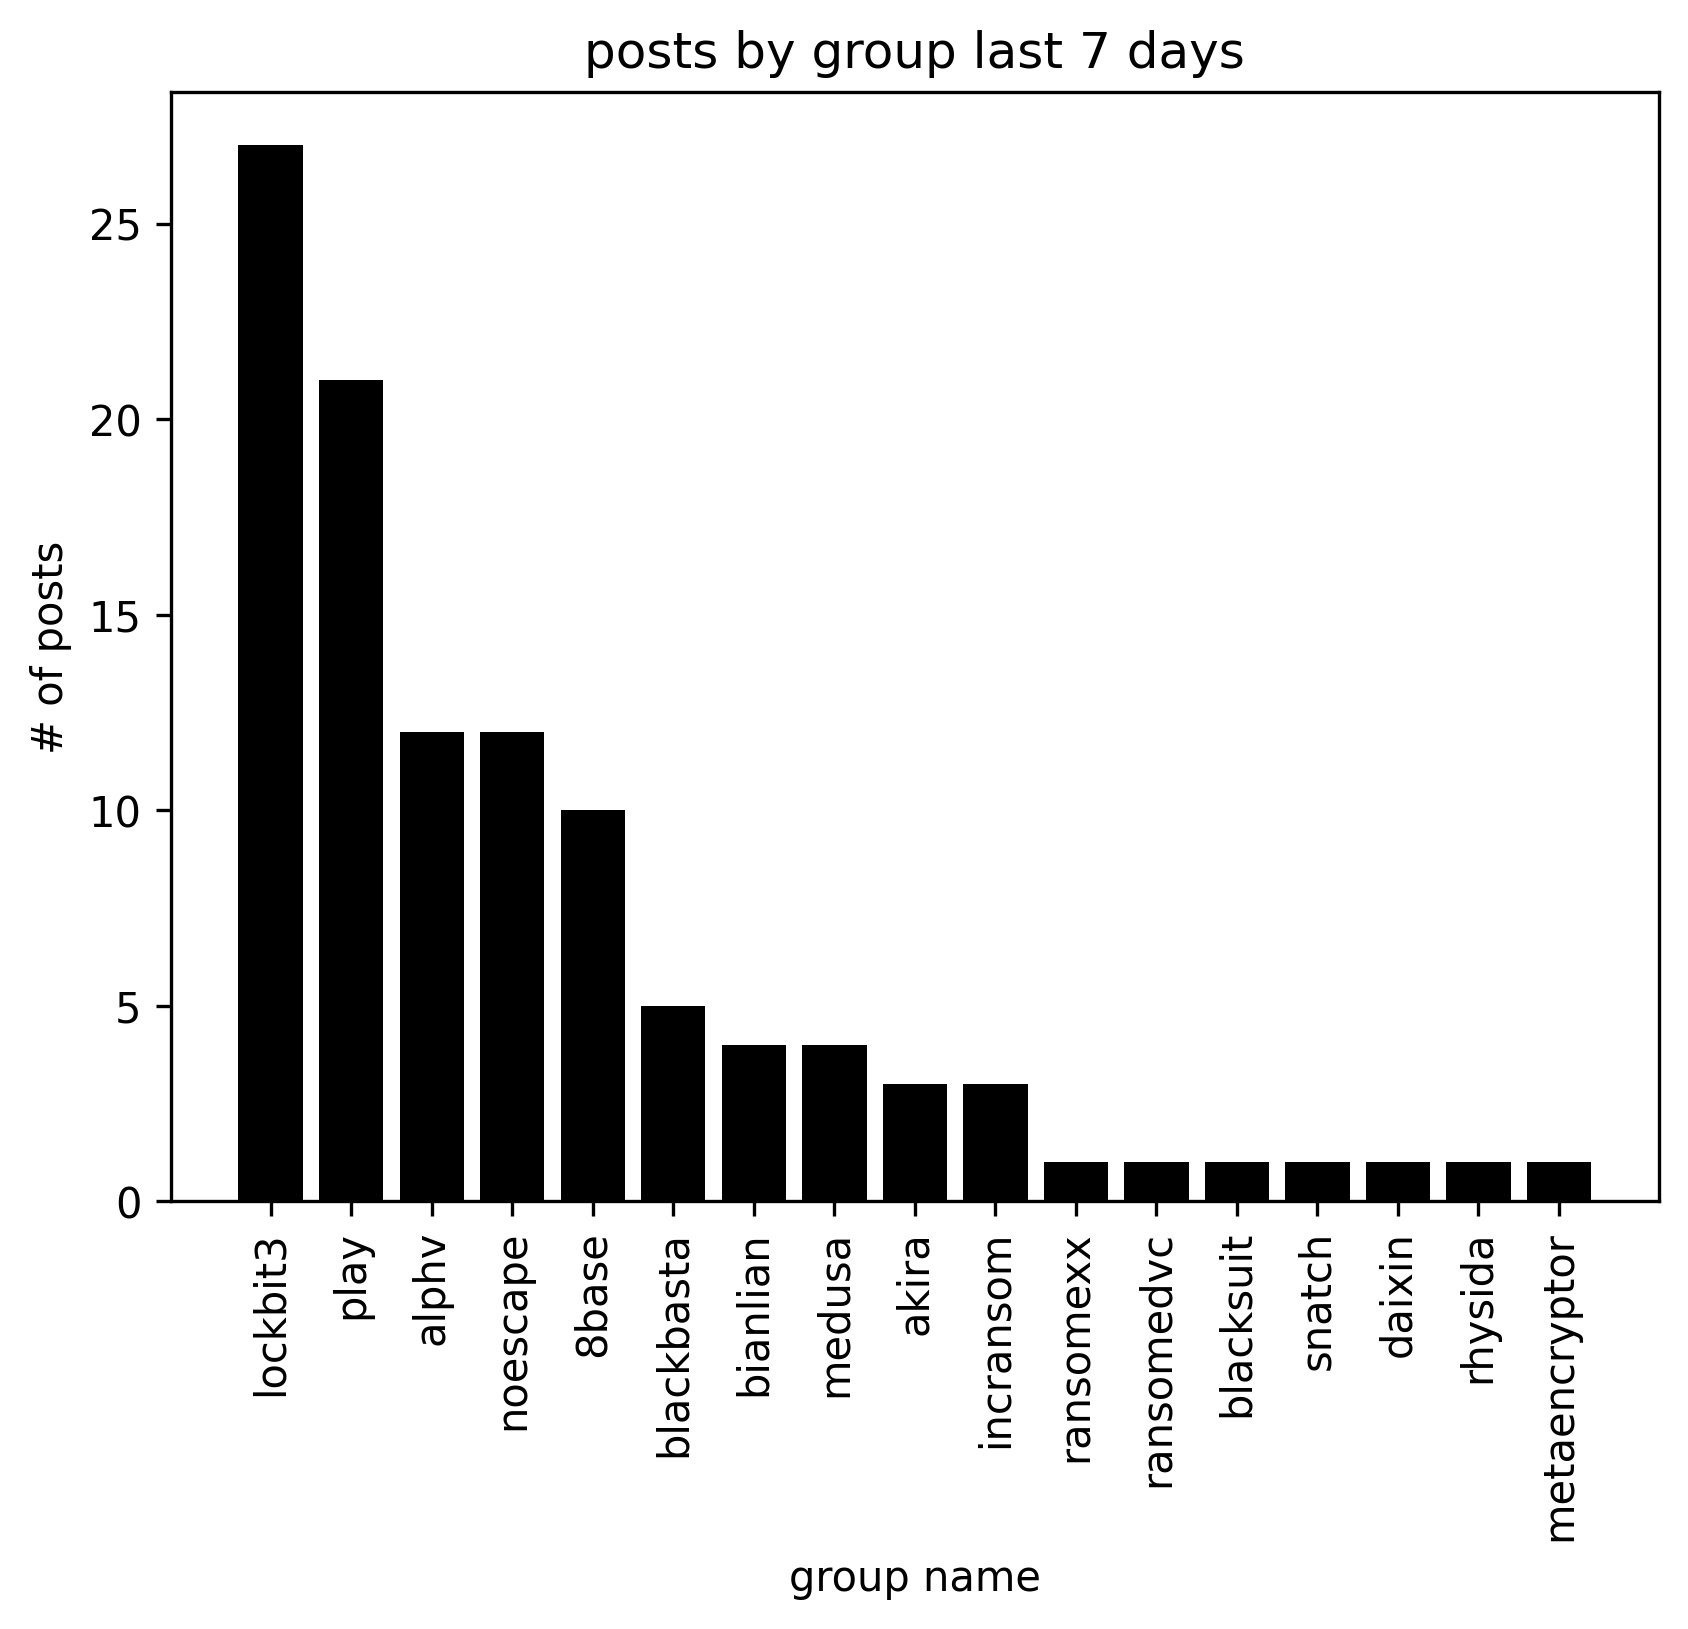 posts by group last 7 days
# of posts
25
20
15
10
5
0
lockbit3
play
alphv
noescape
8base
blackbasta
bianlian
medusa
akira
incransom
ransomexx
ransomedvc
blacksuit
snatch
daixin
rhysida
metaencryptor
group name